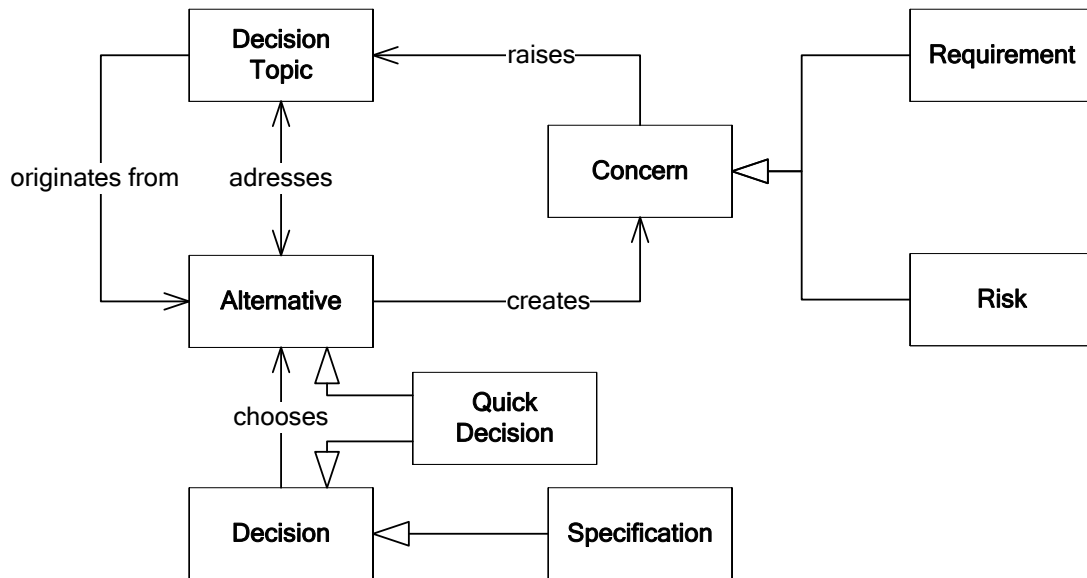 Decision
Topic
raises
Requirement
Concern
originates from
adresses
Alternative
creates
Risk
chooses
Quick
Decision
Decision
Specification